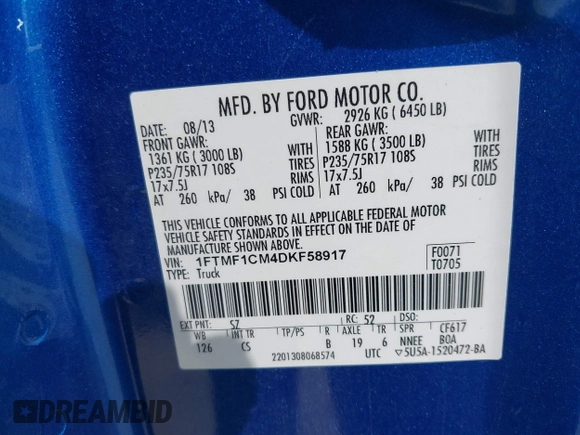 MFD. BY FORD MOTOR CO.
DATE: 08/13 GVWR: 2926 KG ( 6450 LB)
FRONT GAWR: REAR GAWR:
1361 KG ( 3000 LB) WITH 1588 KG ( 3500 LB) WITH
P235/75R17 108S TIRES P235/75R17 108S TIRES
17x7.5J RIMS 17x7.5J RIMS
AT 260 kPa/ 38 PSI COLD AT 260 kPa/ 38 PSI COLD
THIS VEHICLE CONFORMS TO ALL APPLICABLE FEDERAL MOTOR
VEHICLE SAFETY STANDARDS IN EFFECT ON THE DATE OF
MANUFACTURE SHOWN ABOVE.
VIN: 1FTMF1CM4DKF58917 F0071
TYPE: Truck T0705
EXT PNT: S7 RC: 52 DSO:
WB INT TR TP/PS R AXLE TR SPR CF617
126 CS B 19 6 NNEE BOA
2201308068574 UTC 5U5A-1520472-BA
DREAMBID